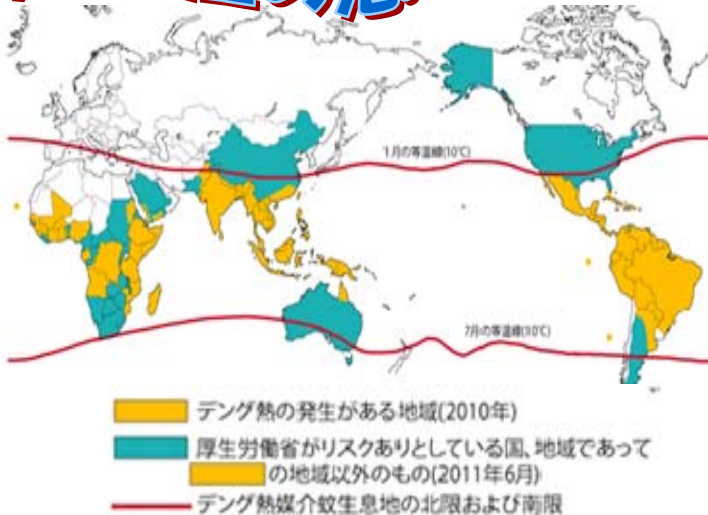 1月の等温線(10℃)
7月の等温線(10℃)
デング熱の発生がある地域(2010年)
厚生労働省がリスクありとしている国、地域であって
の地域以外のもの(2011年6月)
デング熱媒介蚊生息地の北限および南限